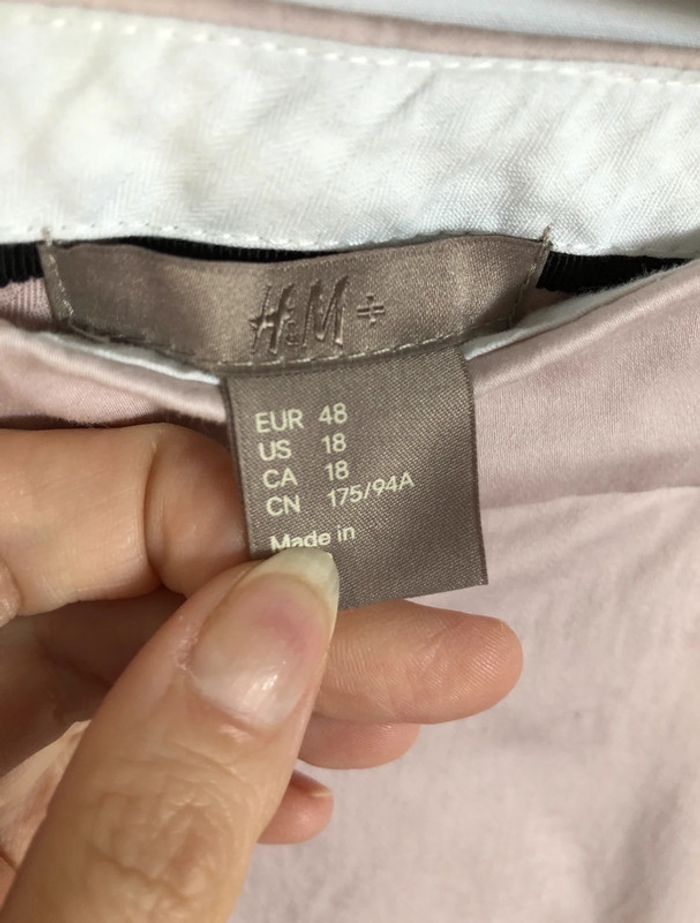 H&M +
EUR 48
US 18
CA 18
CN 175/94A
Made in